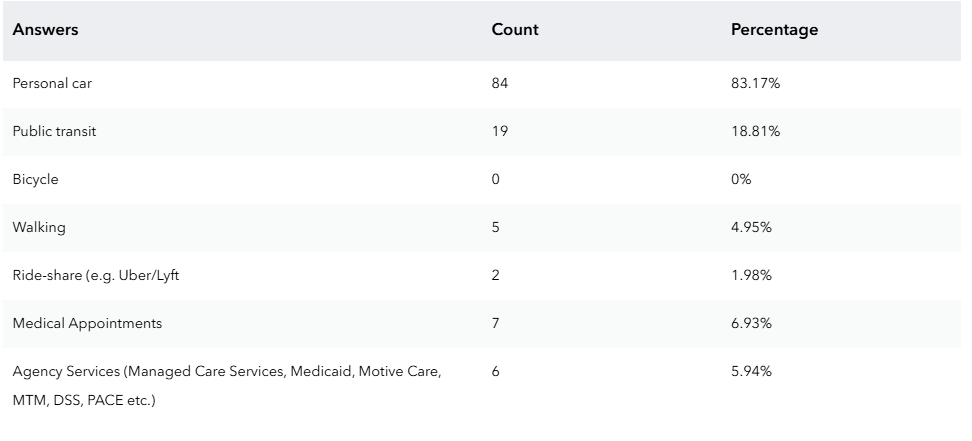 Answers Count Percentage
Personal car 84 83.17%
Public transit 19 18.81%
Bicycle 0 0%
Walking 5 4.95%
Ride-share (e.g. Uber/Lyft 2 1.98%
Medical Appointments 7 6.93%
Agency Services (Managed Care Services, Medicaid, Motive Care, 6 5.94%
MTM, DSS, PACE etc.)